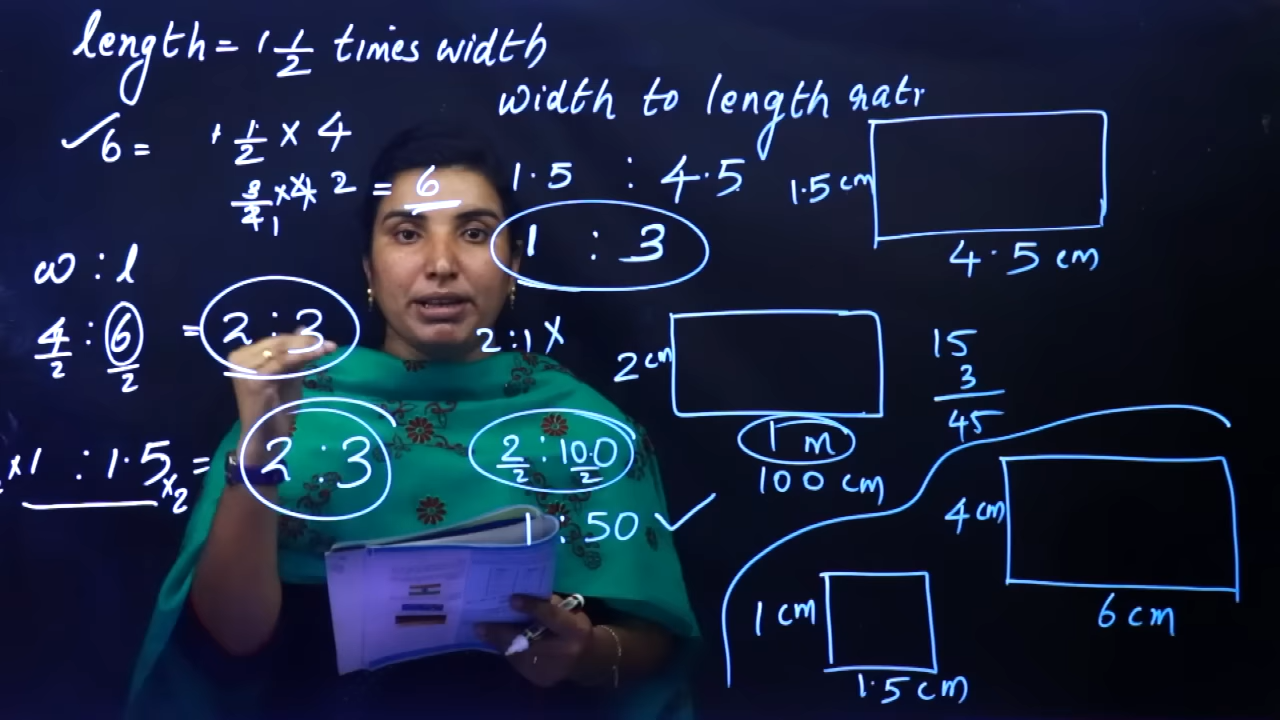 length = 1 1/2 times width
width to length rati
✓6 = 1 1/2 × 4
3/2 × 4 2 = 6
1
1.5 : 4.5
1 : 3
1.5 cm
4.5 cm
w : l
4/2 : 6/2 = 2 : 3
2 : 1 ×
2 cm
1 m
100 cm
15
3
45
×1 : 1.5 ×2 = 2 : 3
2/2 : 100/2
1 : 50 ✓
4 cm
6 cm
1 cm
1.5 cm